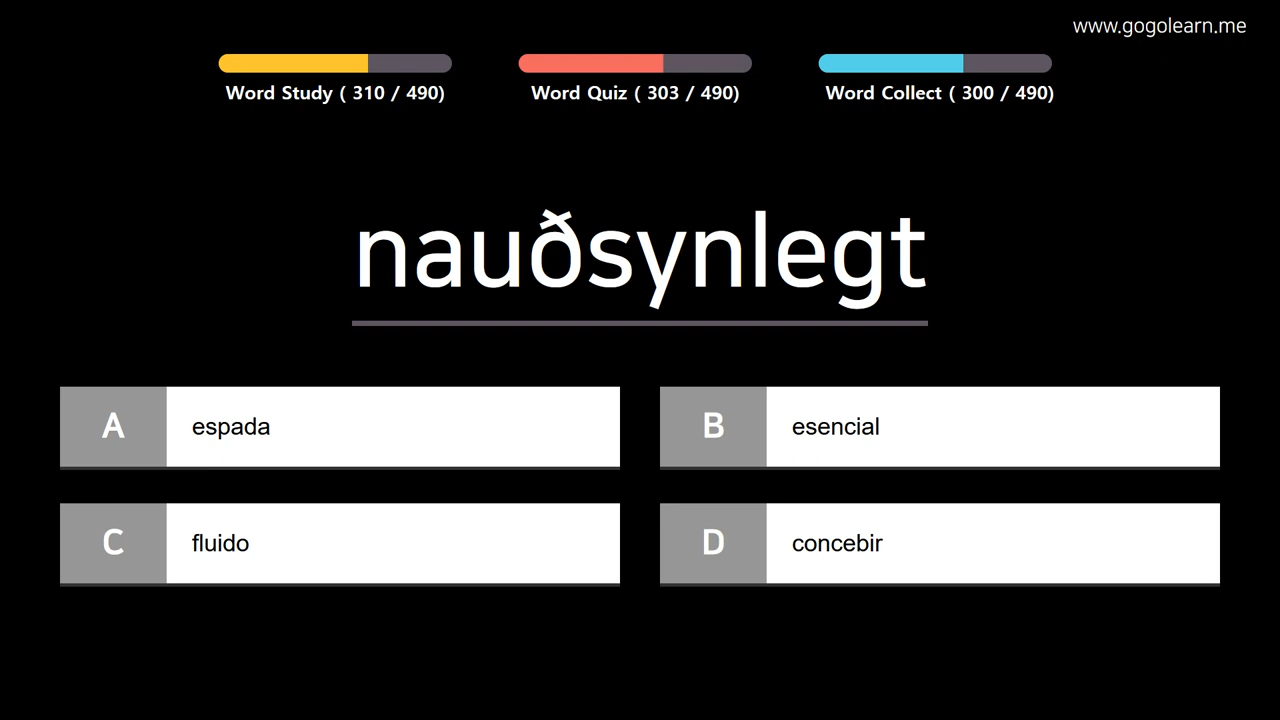 www.gogolearn.me
Word Study ( 310 / 490)
Word Quiz ( 303 / 490)
Word Collect ( 300 / 490)
nauðsynlegt
A espada
B esencial
C fluido
D concebir